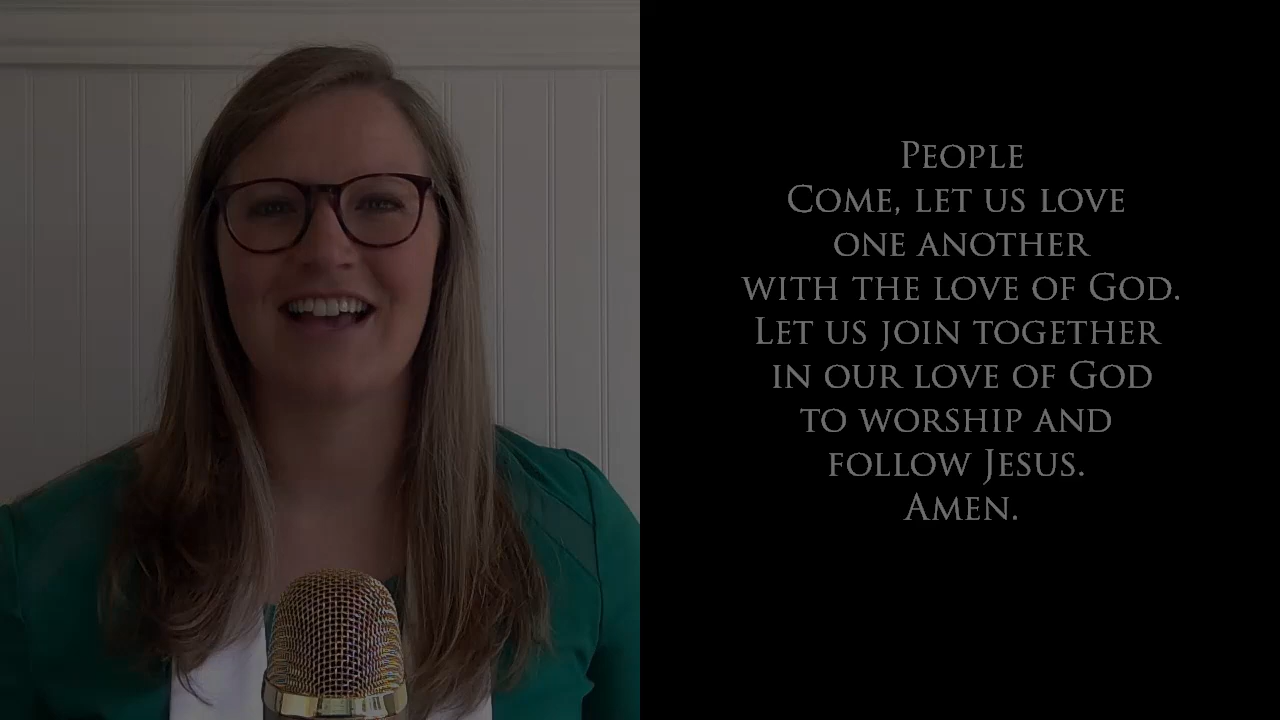 People
Come, let us love
one another
with the love of God.
Let us join together
in our love of God
to worship and
follow Jesus.
Amen.